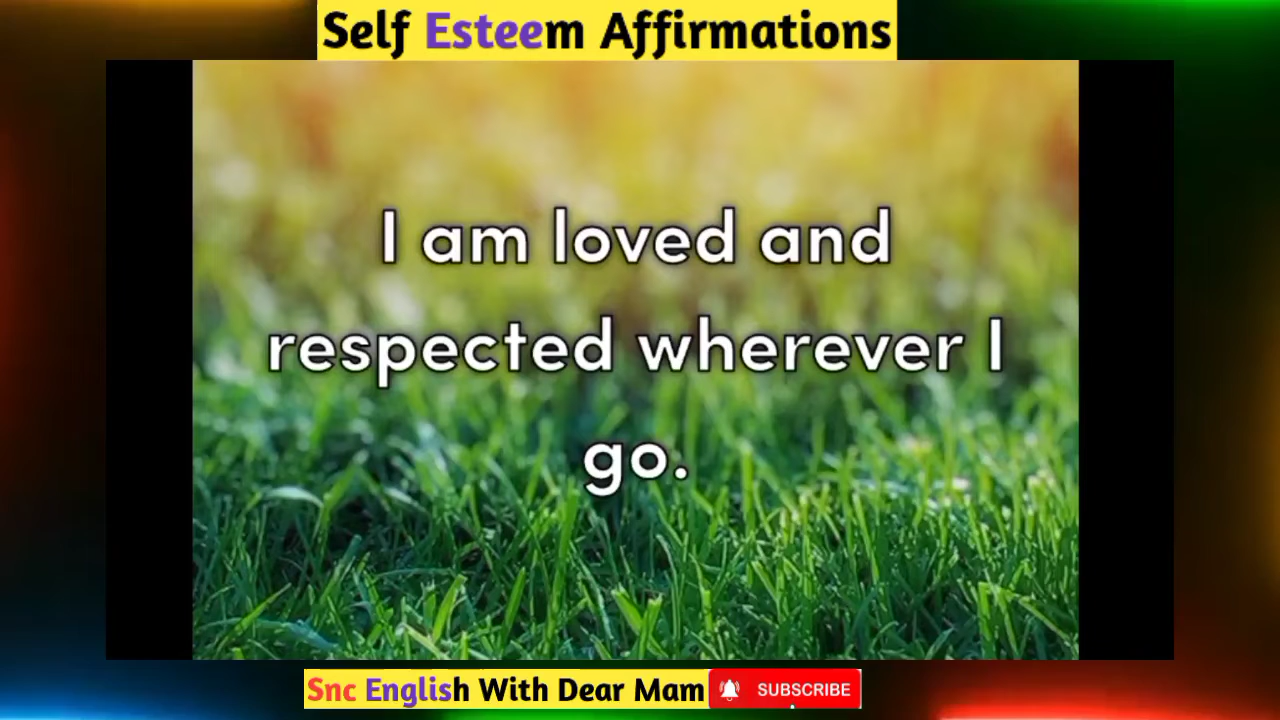 Self Esteem Affirmations
I am loved and
respected wherever I
go.
Snc English With Dear Mam SUBSCRIBE